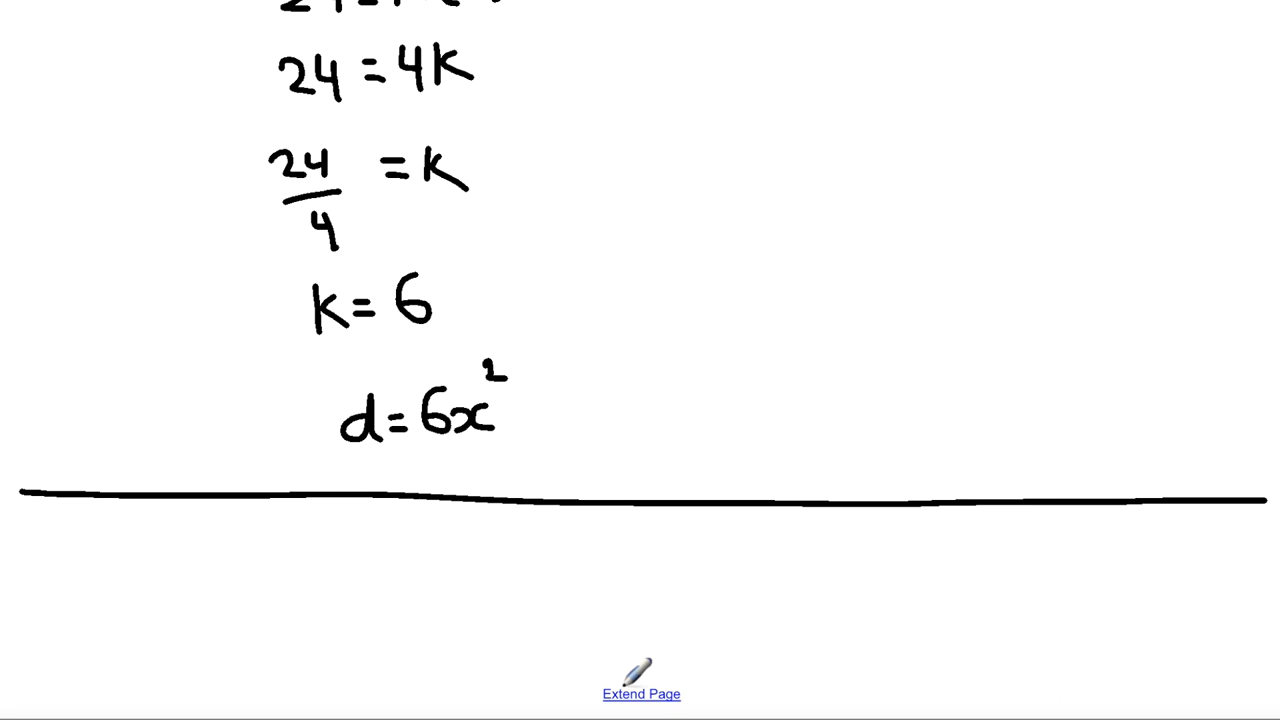 24 = 4k
24/4 = k
k = 6
d = 6x²
Extend Page